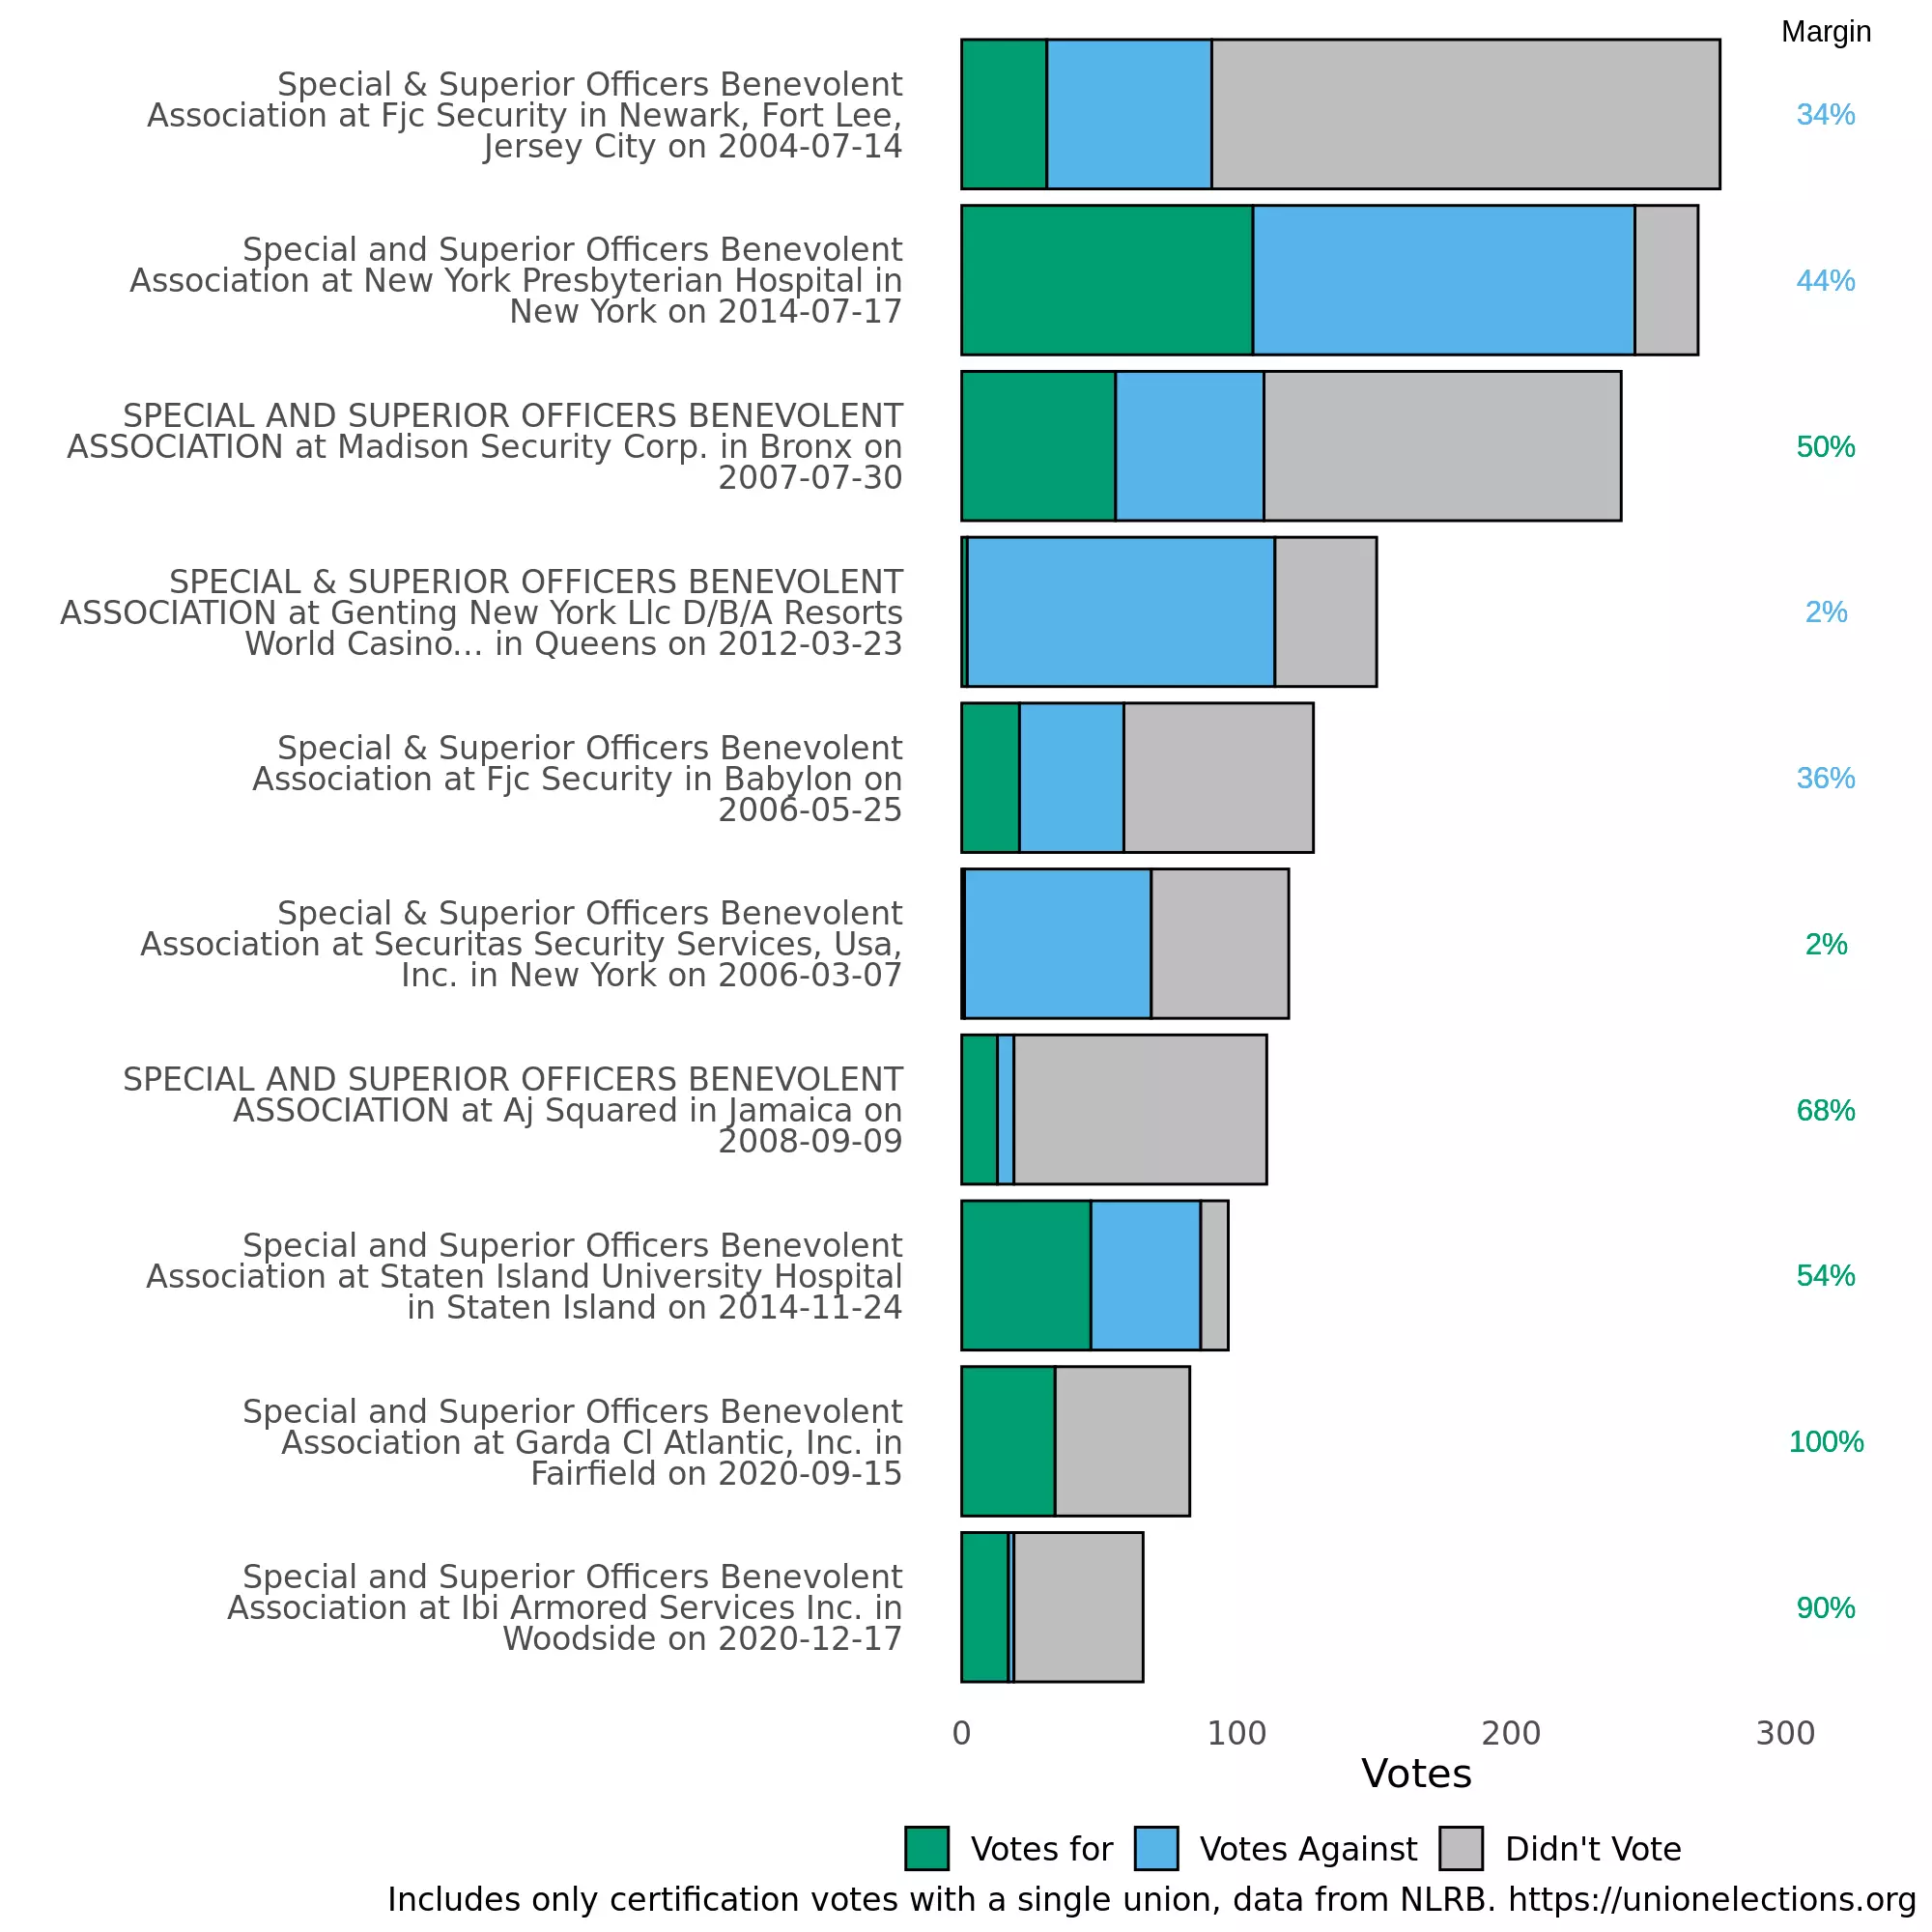 Margin
Special & Superior Officers Benevolent
Association at Fjc Security in Newark, Fort Lee,
Jersey City on 2004-07-14
34%
Special and Superior Officers Benevolent
Association at New York Presbyterian Hospital in
New York on 2014-07-17
44%
SPECIAL AND SUPERIOR OFFICERS BENEVOLENT
ASSOCIATION at Madison Security Corp. in Bronx on
2007-07-30
50%
SPECIAL & SUPERIOR OFFICERS BENEVOLENT
ASSOCIATION at Genting New York Llc D/B/A Resorts
World Casino... in Queens on 2012-03-23
2%
Special & Superior Officers Benevolent
Association at Fjc Security in Babylon on
2006-05-25
36%
Special & Superior Officers Benevolent
Association at Securitas Security Services, Usa,
Inc. in New York on 2006-03-07
2%
SPECIAL AND SUPERIOR OFFICERS BENEVOLENT
ASSOCIATION at Aj Squared in Jamaica on
2008-09-09
68%
Special and Superior Officers Benevolent
Association at Staten Island University Hospital
in Staten Island on 2014-11-24
54%
Special and Superior Officers Benevolent
Association at Garda Cl Atlantic, Inc. in
Fairfield on 2020-09-15
100%
Special and Superior Officers Benevolent
Association at Ibi Armored Services Inc. in
Woodside on 2020-12-17
90%
0 100 200 300
Votes
Votes for Votes Against Didn't Vote
Includes only certification votes with a single union, data from NLRB. https://unionelections.org